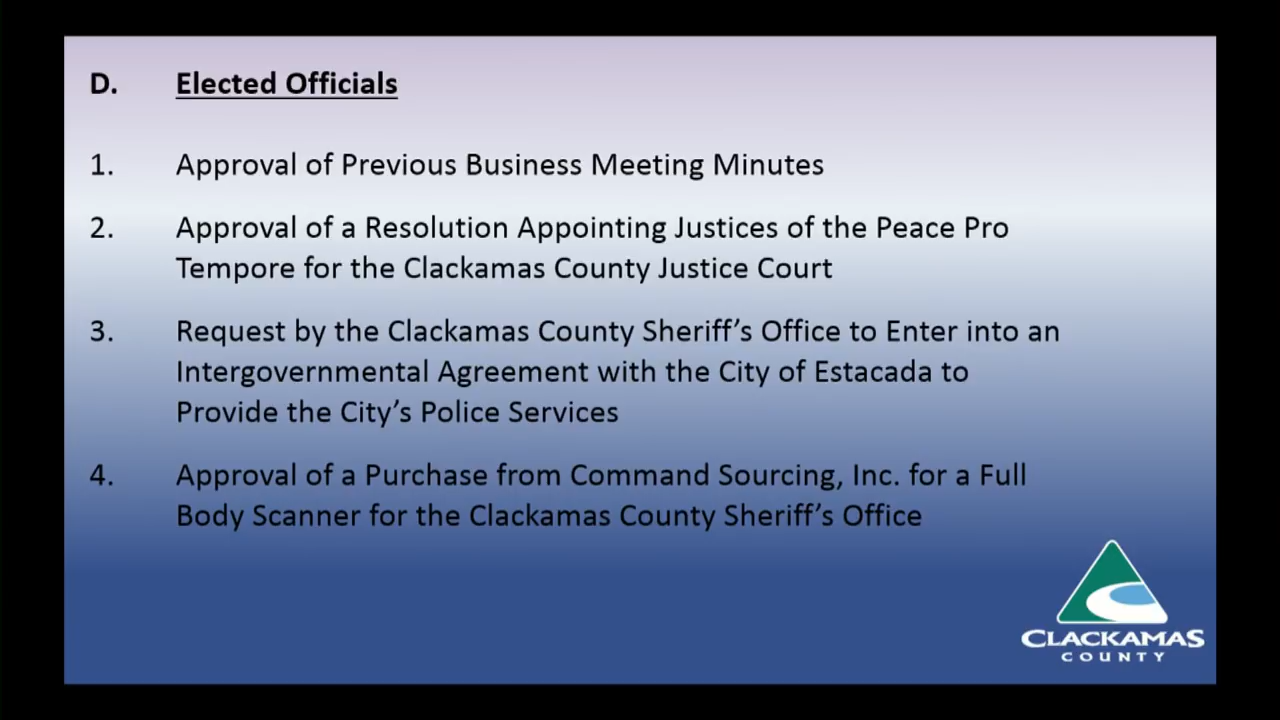 D. Elected Officials
1. Approval of Previous Business Meeting Minutes
2. Approval of a Resolution Appointing Justices of the Peace Pro
Tempore for the Clackamas County Justice Court
3. Request by the Clackamas County Sheriff’s Office to Enter into an
Intergovernmental Agreement with the City of Estacada to
Provide the City’s Police Services
4. Approval of a Purchase from Command Sourcing, Inc. for a Full
Body Scanner for the Clackamas County Sheriff’s Office
CLACKAMAS
COUNTY